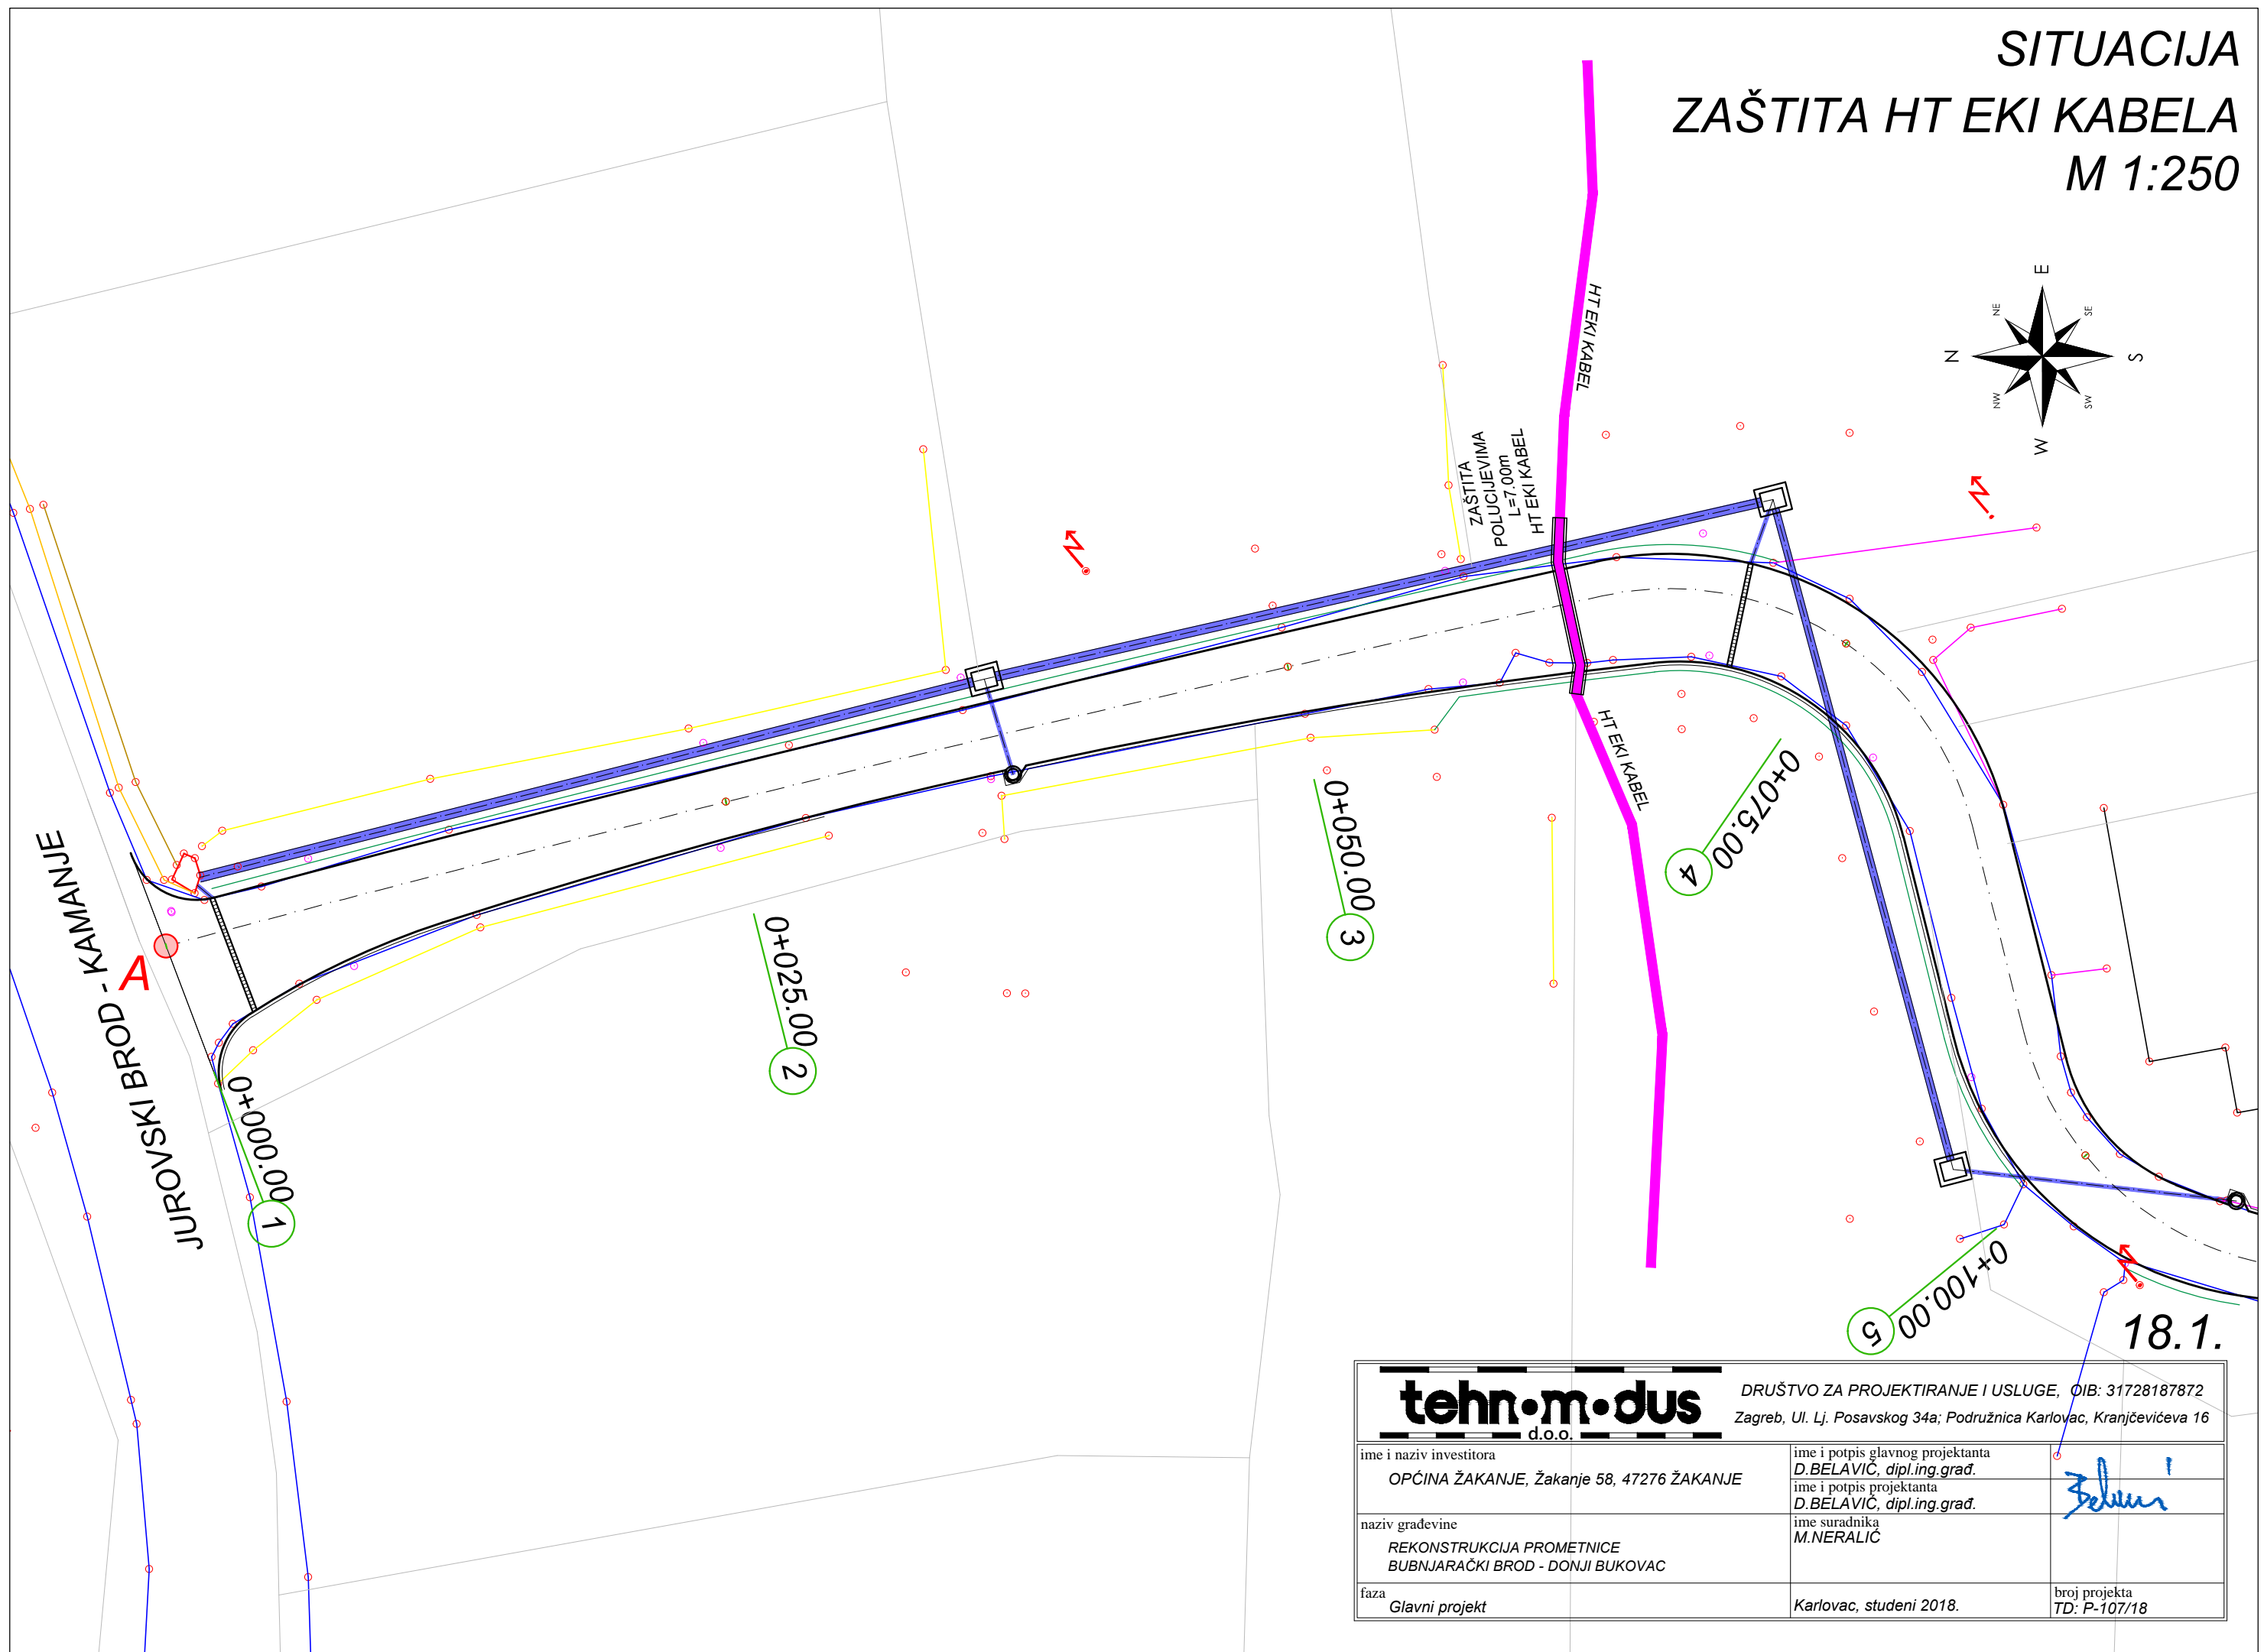 SITUACIJA
ZAŠTITA HT EKI KABELA
M 1:250
E
NE
SE
N
S
NW
SW
W
HT EKI KABEL
ZAŠTITA
POLUCIJEVIMA
L=7.00m
HT EKI KABEL
HT EKI KABEL
JUROVSKI BROD - KAMANJE
A
0+000.00
1
0+025.00
2
0+050.00
3
0+075.00
4
0+100.00
5
18.1.
tehnomodus
d.o.o.
DRUŠTVO ZA PROJEKTIRANJE I USLUGE, OIB: 31728187872
Zagreb, Ul. Lj. Posavskog 34a; Podružnica Karlovac, Kranjčevićeva 16
ime i naziv investitora
OPĆINA ŽAKANJE, Žakanje 58, 47276 ŽAKANJE
ime i potpis glavnog projektanta
D.BELAVIĆ, dipl.ing.građ.
ime i potpis projektanta
D.BELAVIĆ, dipl.ing.građ.
naziv građevine
REKONSTRUKCIJA PROMETNICE
BUBNJARAČKI BROD - DONJI BUKOVAC
ime suradnika
M.NERALIĆ
faza
Glavni projekt
Karlovac, studeni 2018.
broj projekta
TD: P-107/18